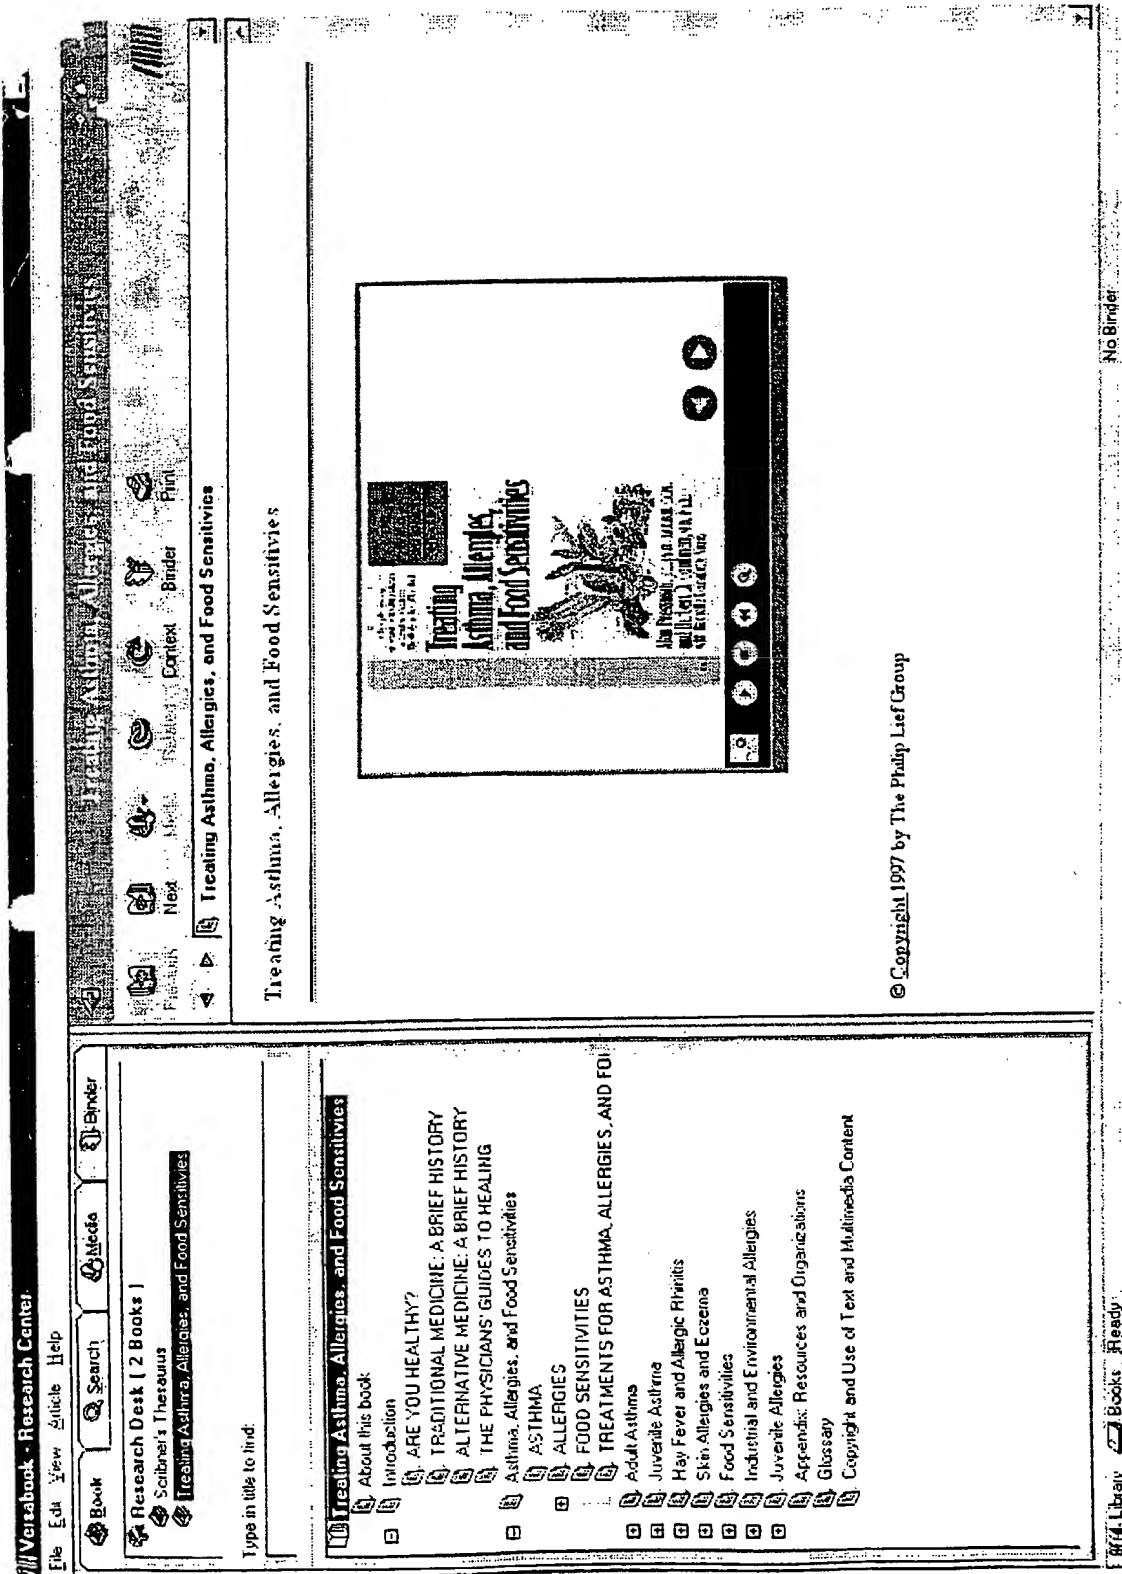 Versabook - Research Center
File Edit View Article Help
Book
Search
Media
Binder
Research Desk [ 2 Books ]
Scribner's Thesaurus
Treating Asthma, Allergies, and Food Sensitivies
Type in title to find:
Treating Asthma, Allergies, and Food Sensitivies
About this book
Introduction
ARE YOU HEALTHY?
TRADITIONAL MEDICINE: A BRIEF HISTORY
ALTERNATIVE MEDICINE: A BRIEF HISTORY
THE PHYSICIANS' GUIDES TO HEALING
Asthma, Allergies, and Food Sensitivities
ASTHMA
ALLERGIES
FOOD SENSITIVITIES
TREATMENTS FOR ASTHMA, ALLERGIES, AND FO
Adult Asthma
Juvenile Asthma
Hay Fever and Allergic Rhinitis
Skin Allergies and Eczema
Food Sensitivities
Industrial and Environmental Allergies
Juvenile Allergies
Appendix: Resources and Organizations
Glossary
Copyright and Use of Text and Multimedia Content
Treating Asthma, Allergies, and Food Sensitivies
Previous
Next
Media
Related
Context
Binder
Print
Treating Asthma, Allergies, and Food Sensitivies
Treating Asthma, Allergies, and Food Sensitivies
Treating
Asthma, Allergies
and Food Sensitivities
© Copyright 1997 by The Philip Lief Group
Library
Books
Ready
No Binder